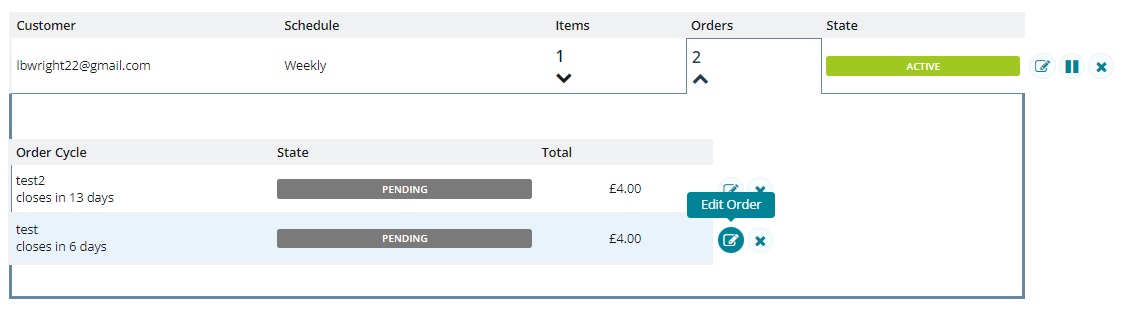 Customer Schedule Items Orders State
lbwright22@gmail.com Weekly 1 2 ACTIVE
Order Cycle State Total
test2
closes in 13 days PENDING £4.00
Edit Order
test
closes in 6 days PENDING £4.00